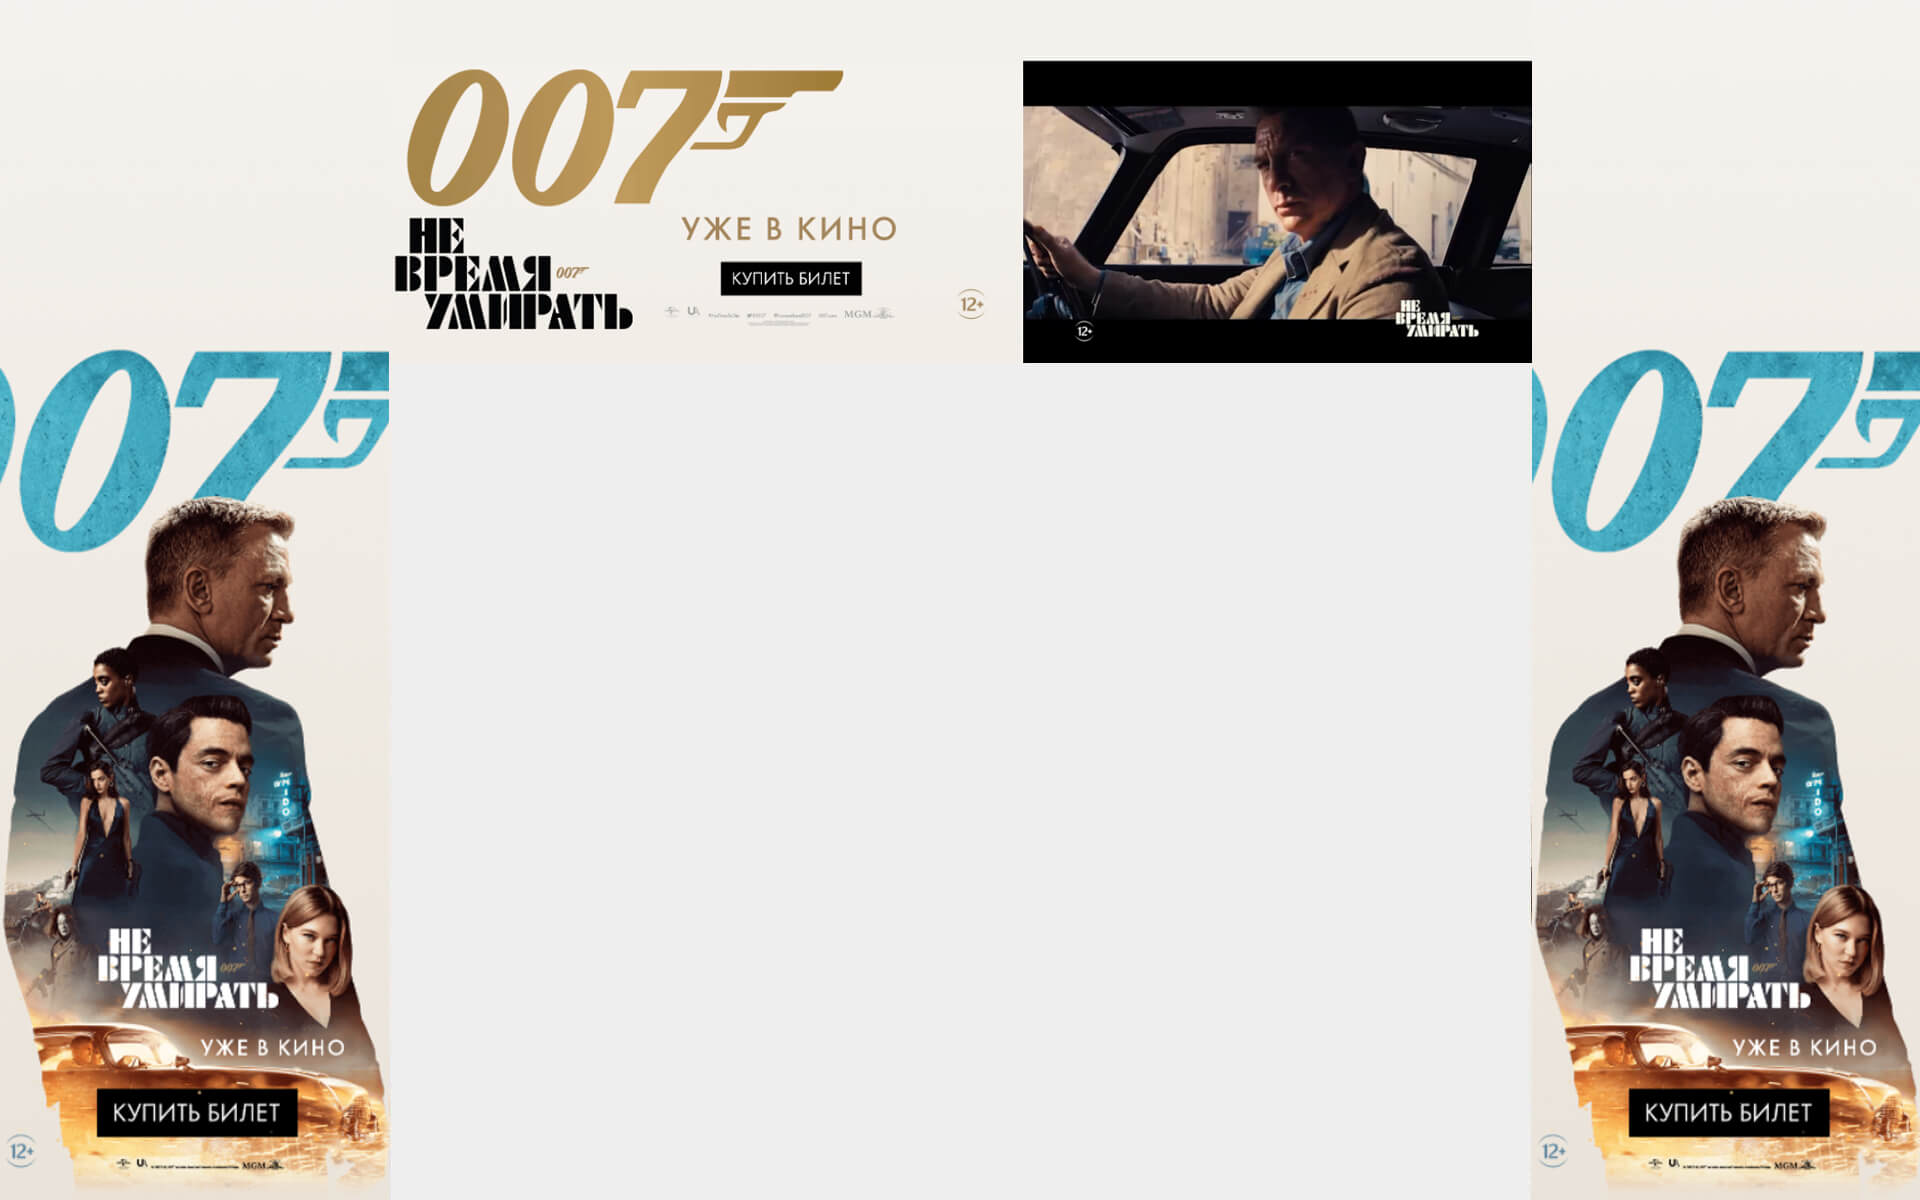 007
НЕ
ВРЕМЯ 007
УМИРАТЬ
УЖЕ В КИНО
КУПИТЬ БИЛЕТ
MGM
12+
12+
НЕ
ВРЕМЯ
УМИРАТЬ
007
НЕ
ВРЕМЯ 007
УМИРАТЬ
УЖЕ В КИНО
КУПИТЬ БИЛЕТ
12+
MGM
007
НЕ
ВРЕМЯ 007
УМИРАТЬ
УЖЕ В КИНО
КУПИТЬ БИЛЕТ
12+
MGM